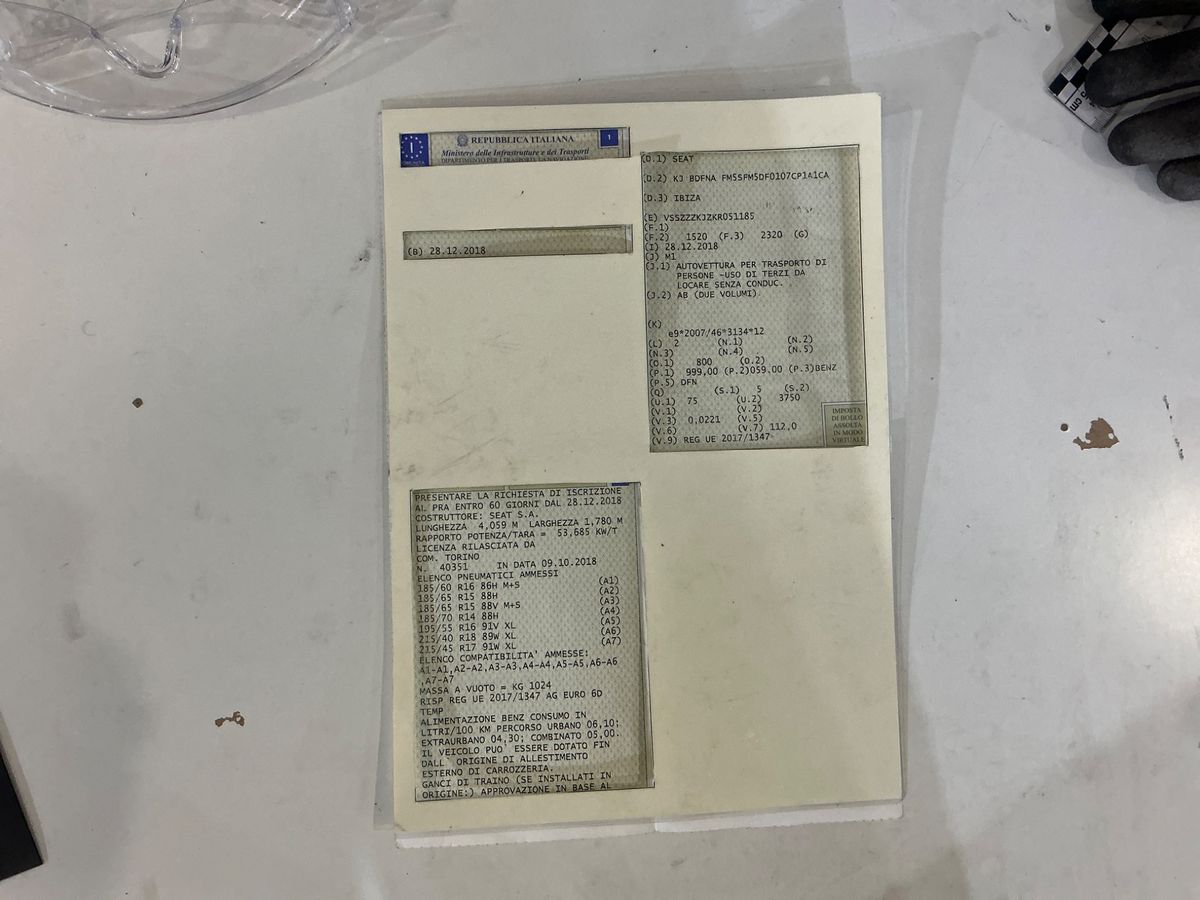 I
REPUBBLICA ITALIANA
1
Ministero delle Infrastrutture e dei Trasporti
DIPARTIMENTO PER I TRASPORTI, LA NAVIGAZIONE
(B) 28.12.2018
(D.1) SEAT
(D.2) KJ BDFNA FM5SFM5DF0107CP1A1CA
(D.3) IBIZA
(E) VSSZZZKJZKR051185
(F.1)
(F.2) 1520 (F.3) 2320 (G)
(I) 28.12.2018
(J) M1
(J.1) AUTOVETTURA PER TRASPORTO DI
PERSONE -USO DI TERZI DA
LOCARE SENZA CONDUC.
(J.2) AB (DUE VOLUMI)
(K)
e9*2007/46*3134*12
(L) 2 (N.1) (N.2)
(N.3) (N.4) (N.5)
(O.1) 800 (O.2)
(P.1) 999,00 (P.2)059,00 (P.3)BENZ
(P.5) DFN
(Q) (S.1) 5 (S.2)
(U.1) 75 (U.2) 3750
(V.1) (V.2)
(V.3) 0,0221 (V.5)
(V.6) (V.7) 112,0
(V.9) REG UE 2017/1347
IMPOSTA
DI BOLLO
ASSOLTA
IN MODO
VIRTUALE
PRESENTARE LA RICHIESTA DI ISCRIZIONE
AL PRA ENTRO 60 GIORNI DAL 28.12.2018
COSTRUTTORE: SEAT S.A.
LUNGHEZZA 4,059 M LARGHEZZA 1,780 M
RAPPORTO POTENZA/TARA = 53,685 KW/T
LICENZA RILASCIATA DA
COM. TORINO
N. 40351 IN DATA 09.10.2018
ELENCO PNEUMATICI AMMESSI
185/60 R16 86H M+S (A1)
185/65 R15 88H (A2)
185/65 R15 88V M+S (A3)
185/70 R14 88H (A4)
195/55 R16 91V XL (A5)
215/40 R18 89W XL (A6)
215/45 R17 91W XL (A7)
ELENCO COMPATIBILITA' AMMESSE:
A1-A1,A2-A2,A3-A3,A4-A4,A5-A5,A6-A6
,A7-A7
MASSA A VUOTO = KG 1024
RISP REG UE 2017/1347 AG EURO 6D
TEMP
ALIMENTAZIONE BENZ CONSUMO IN
LITRI/100 KM PERCORSO URBANO 06,10;
EXTRAURBANO 04,30; COMBINATO 05,00.
IL VEICOLO PUO' ESSERE DOTATO FIN
DALL' ORIGINE DI ALLESTIMENTO
ESTERNO DI CARROZZERIA.
GANCI DI TRAINO (SE INSTALLATI IN
ORIGINE:) APPROVAZIONE IN BASE AL
cm